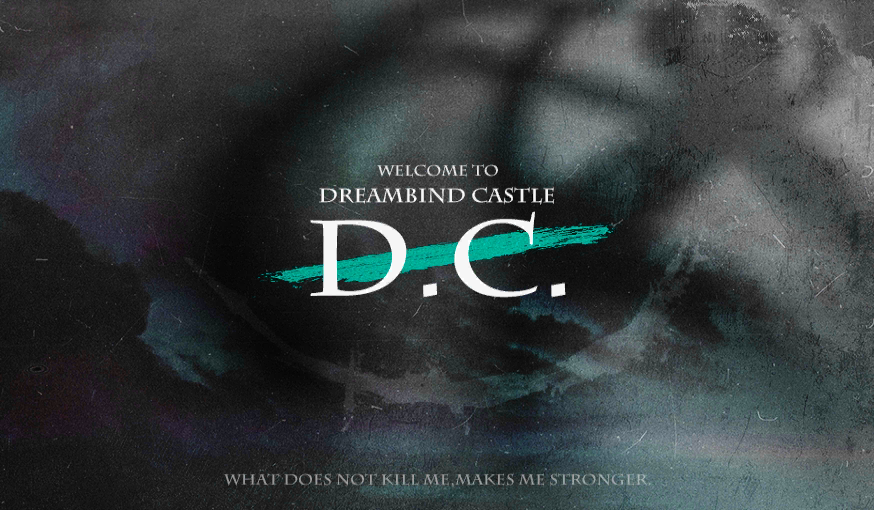 WELCOME TO
DREAMBIND CASTLE
D.C.
WHAT DOES NOT KILL ME,MAKES ME STRONGER.